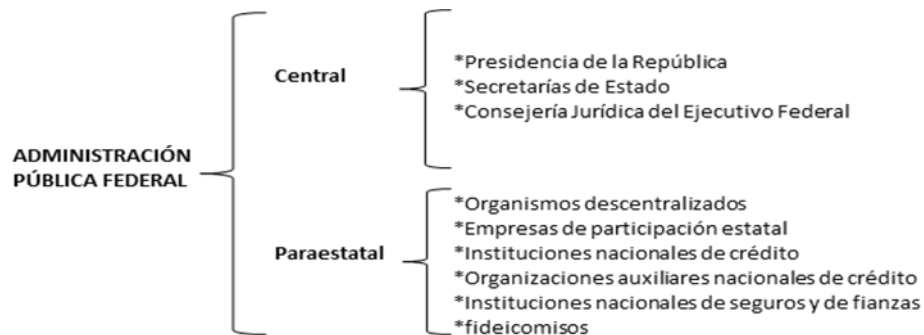 ADMINISTRACIÓN
PÚBLICA FEDERAL
Central
*Presidencia de la República
*Secretarías de Estado
*Consejería Jurídica del Ejecutivo Federal
Paraestatal
*Organismos descentralizados
*Empresas de participación estatal
*Instituciones nacionales de crédito
*Organizaciones auxiliares nacionales de crédito
*Instituciones nacionales de seguros y de fianzas
*fideicomisos